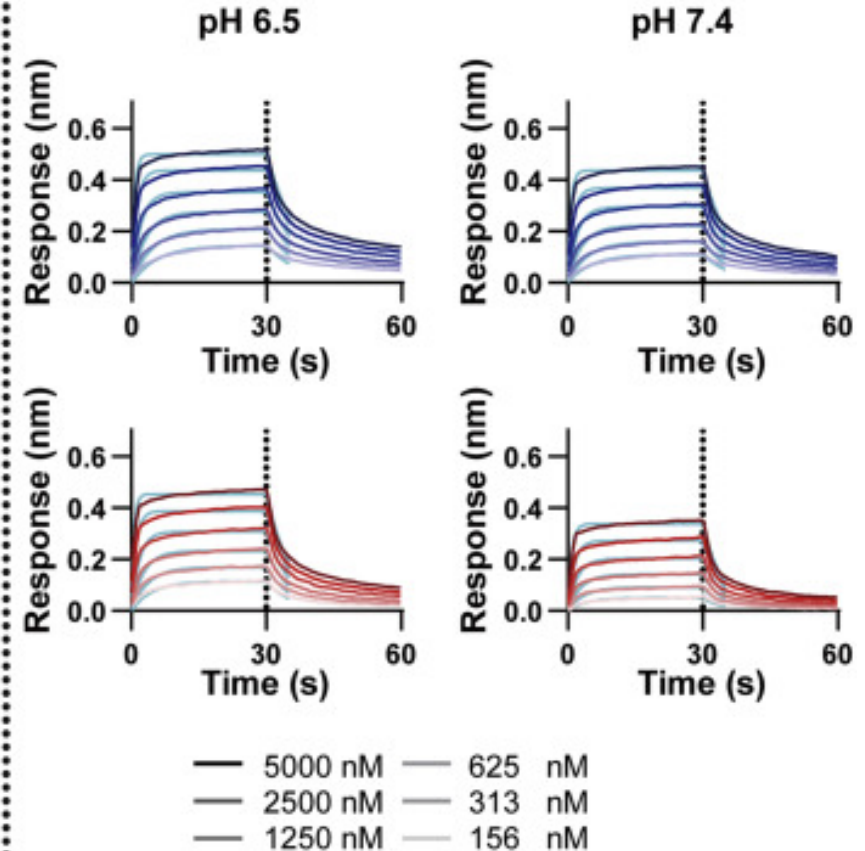 pH 6.5
pH 7.4
Response (nm)
0.6
0.4
0.2
0.0
0 30 60
Time (s)
Response (nm)
0.6
0.4
0.2
0.0
0 30 60
Time (s)
Response (nm)
0.6
0.4
0.2
0.0
0 30 60
Time (s)
Response (nm)
0.6
0.4
0.2
0.0
0 30 60
Time (s)
5000 nM 625 nM
2500 nM 313 nM
1250 nM 156 nM